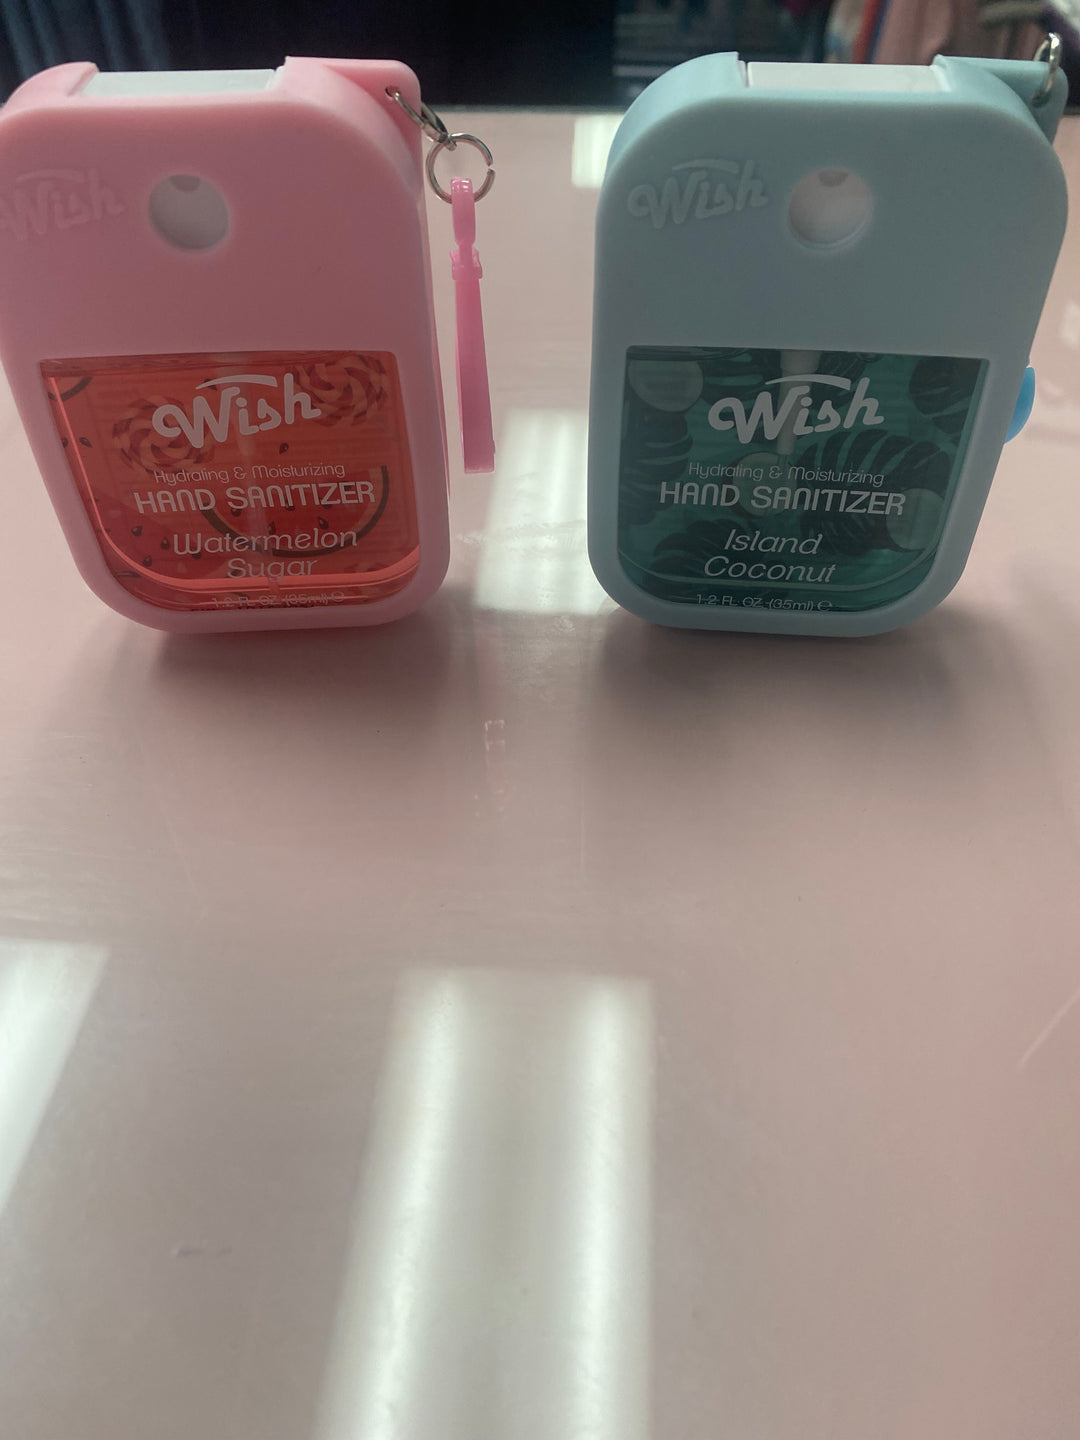 Wish
Wish
Hydrating & Moisturizing
HAND SANITIZER
Watermelon
Sugar
1.2 FL. OZ. (35ml) ℮
Wish
Wish
Hydrating & Moisturizing
HAND SANITIZER
Island
Coconut
1.2 FL. OZ. (35ml) ℮